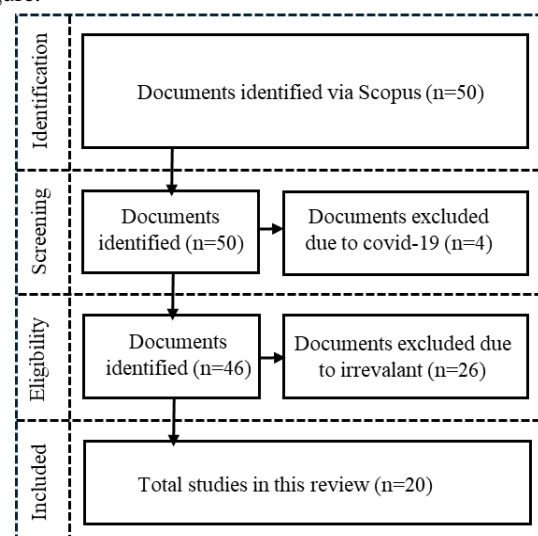 Identification
Documents identified via Scopus (n=50)
Screening
Documents
identified (n=50)
Documents excluded
due to covid-19 (n=4)
Eligibility
Documents
identified (n=46)
Documents excluded due
to irrevalant (n=26)
Included
Total studies in this review (n=20)